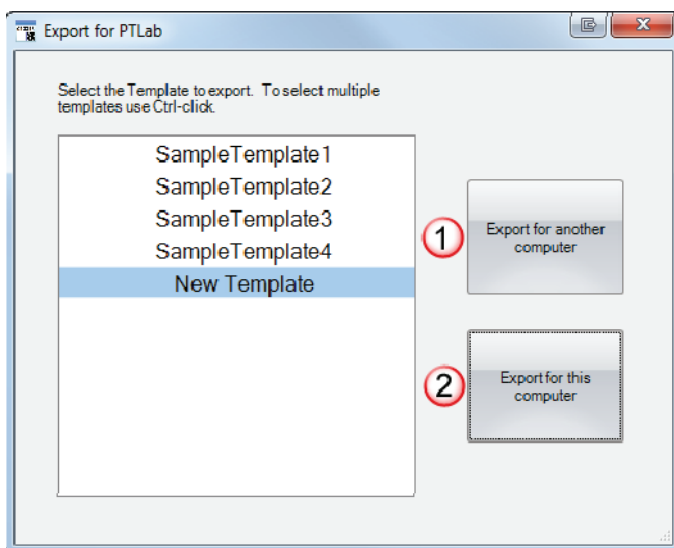 Export for PTLab
Select the Template to export. To select multiple
templates use Ctrl-click.
SampleTemplate1
SampleTemplate2
SampleTemplate3
SampleTemplate4
New Template
1
Export for another
computer
2
Export for this
computer